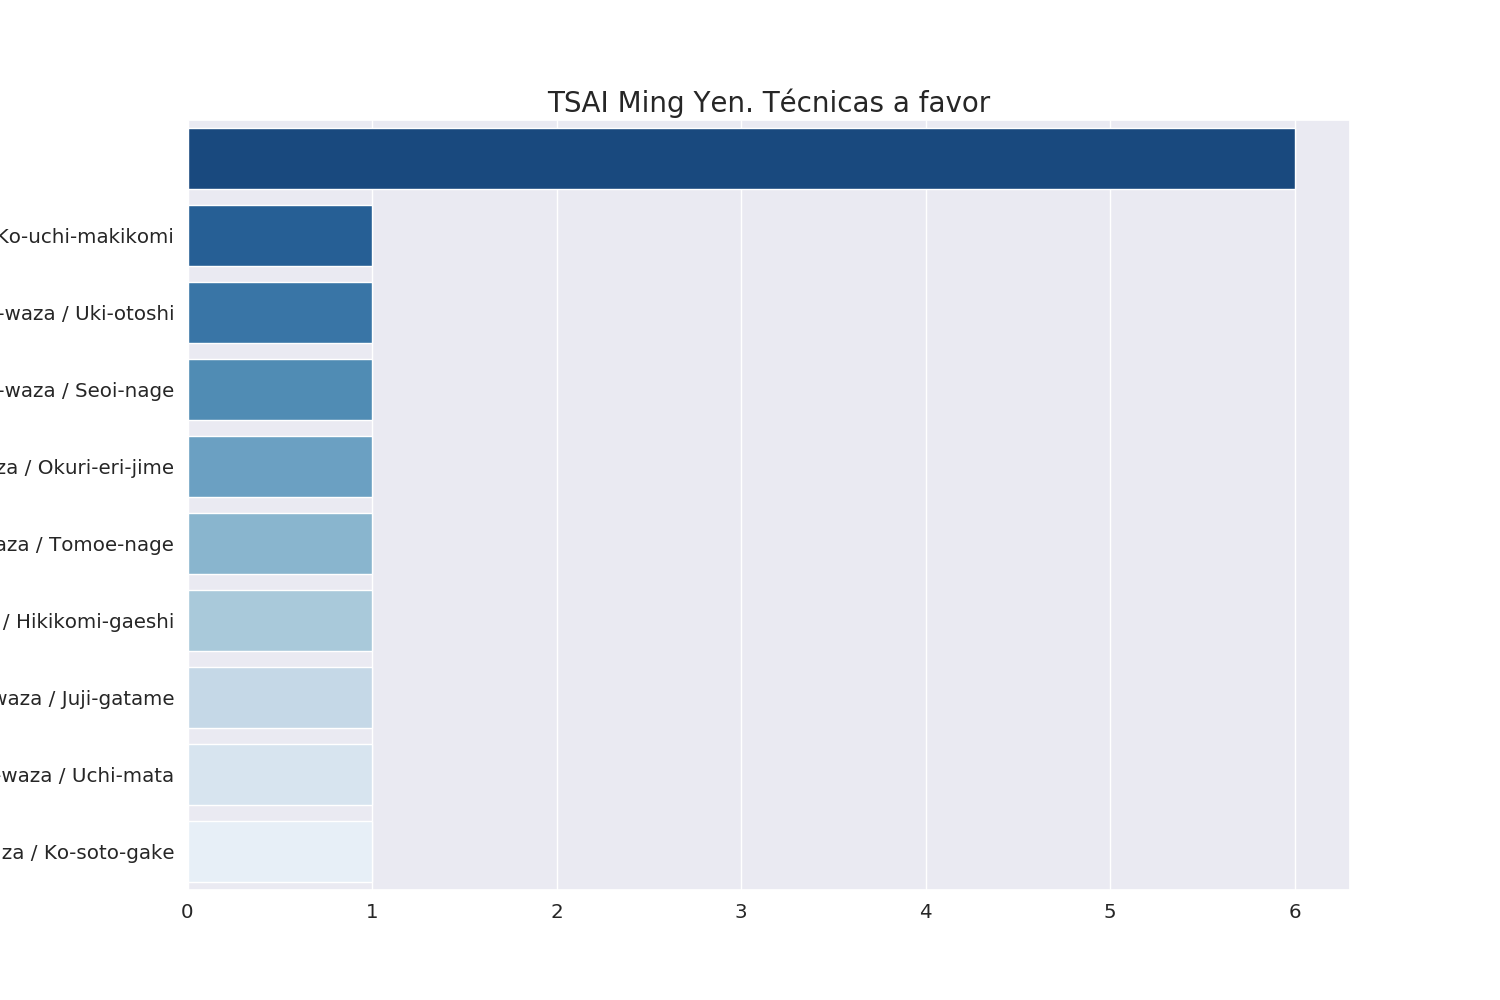 TSAI Ming Yen. Técnicas a favor
Ko-uchi-makikomi
-waza / Uki-otoshi
-waza / Seoi-nage
za / Okuri-eri-jime
aza / Tomoe-nage
/ Hikikomi-gaeshi
waza / Juji-gatame
-waza / Uchi-mata
za / Ko-soto-gake
0 1 2 3 4 5 6